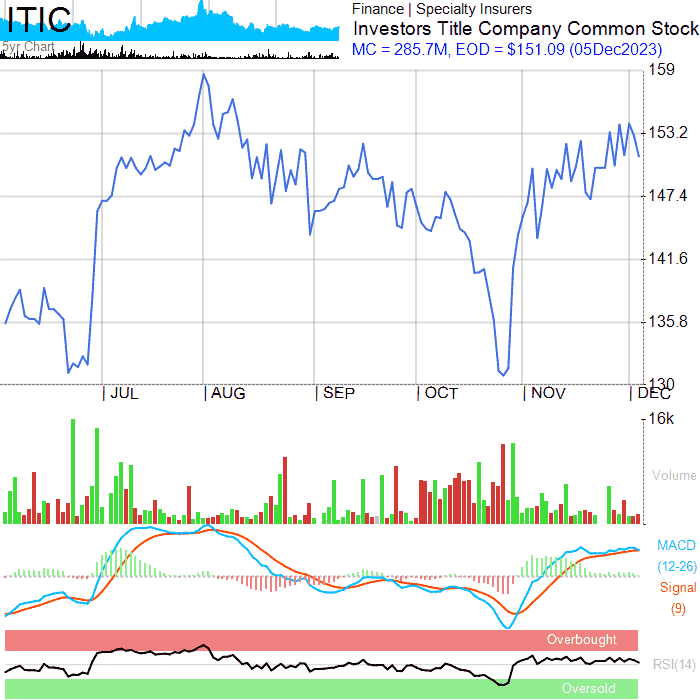 ITIC
5yr Chart
Finance | Specialty Insurers
Investors Title Company Common Stock
MC = 285.7M, EOD = $151.09 (05Dec2023)
159
153.2
147.4
141.6
135.8
130
JUL AUG SEP OCT NOV DEC
16k
Volume
MACD
(12-26)
Signal
(9)
Overbought
RSI(14)
Oversold